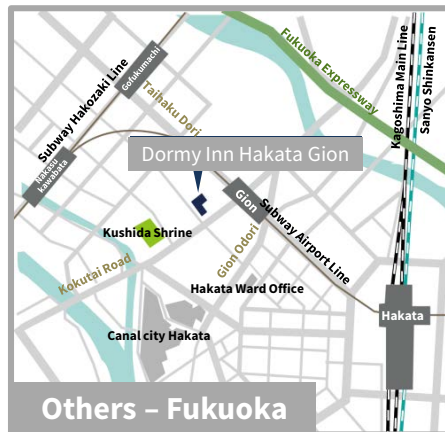 Subway Hakozaki Line
Gofukumachi
Taihaku Dori
Fukuoka Expressway
Kagoshima Main Line
Sanyo Shinkansen
Nakasu
kawabata
Dormy Inn Hakata Gion
Gion
Subway Airport Line
Kushida Shrine
Gion Odori
Kokutai Road
Hakata Ward Office
Hakata
Canal city Hakata
Others – Fukuoka